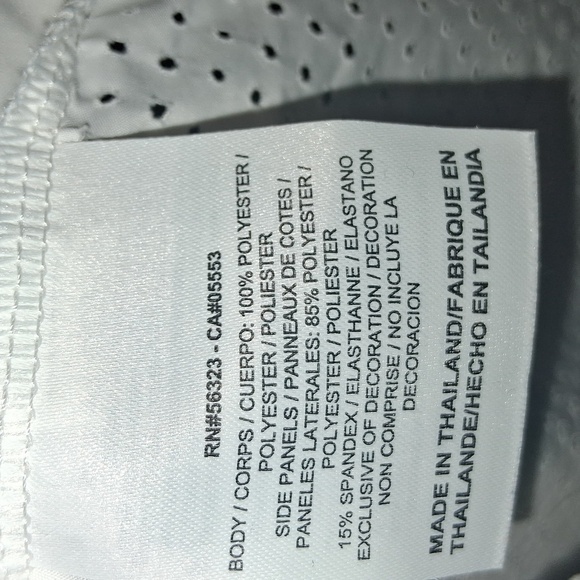 RN#56323 - CA#05553
BODY / CORPS / CUERPO: 100% POLYESTER /
POLYESTER / POLIESTER
SIDE PANELS / PANNEAUX DE COTES /
PANELES LATERALES: 85% POLYESTER /
POLYESTER / POLIESTER
15% SPANDEX / ELASTHANNE / ELASTANO
EXCLUSIVE OF DECORATION / DECORATION
NON COMPRISE / NO INCLUYE LA
DECORACION
MADE IN THAILAND/FABRIQUE EN
THAILANDE/HECHO EN TAILANDIA